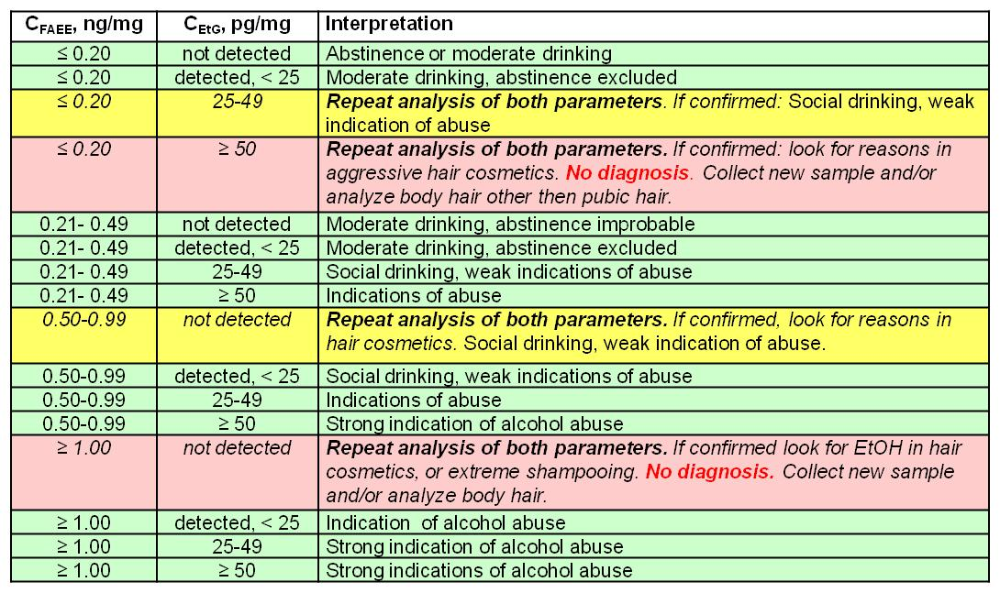 C_FAEE, ng/mg C_EtG, pg/mg Interpretation
≤ 0.20 not detected Abstinence or moderate drinking
≤ 0.20 detected, < 25 Moderate drinking, abstinence excluded
≤ 0.20 25-49 Repeat analysis of both parameters. If confirmed: Social drinking, weak
indication of abuse
≤ 0.20 ≥ 50 Repeat analysis of both parameters. If confirmed: look for reasons in
aggressive hair cosmetics. No diagnosis. Collect new sample and/or
analyze body hair other then pubic hair.
0.21- 0.49 not detected Moderate drinking, abstinence improbable
0.21- 0.49 detected, < 25 Moderate drinking, abstinence excluded
0.21- 0.49 25-49 Social drinking, weak indications of abuse
0.21- 0.49 ≥ 50 Indications of abuse
0.50-0.99 not detected Repeat analysis of both parameters. If confirmed, look for reasons in
hair cosmetics. Social drinking, weak indication of abuse.
0.50-0.99 detected, < 25 Social drinking, weak indications of abuse
0.50-0.99 25-49 Indications of abuse
0.50-0.99 ≥ 50 Strong indication of alcohol abuse
≥ 1.00 not detected Repeat analysis of both parameters. If confirmed look for EtOH in hair
cosmetics, or extreme shampooing. No diagnosis. Collect new sample
and/or analyze body hair.
≥ 1.00 detected, < 25 Indication of alcohol abuse
≥ 1.00 25-49 Strong indication of alcohol abuse
≥ 1.00 ≥ 50 Strong indications of alcohol abuse